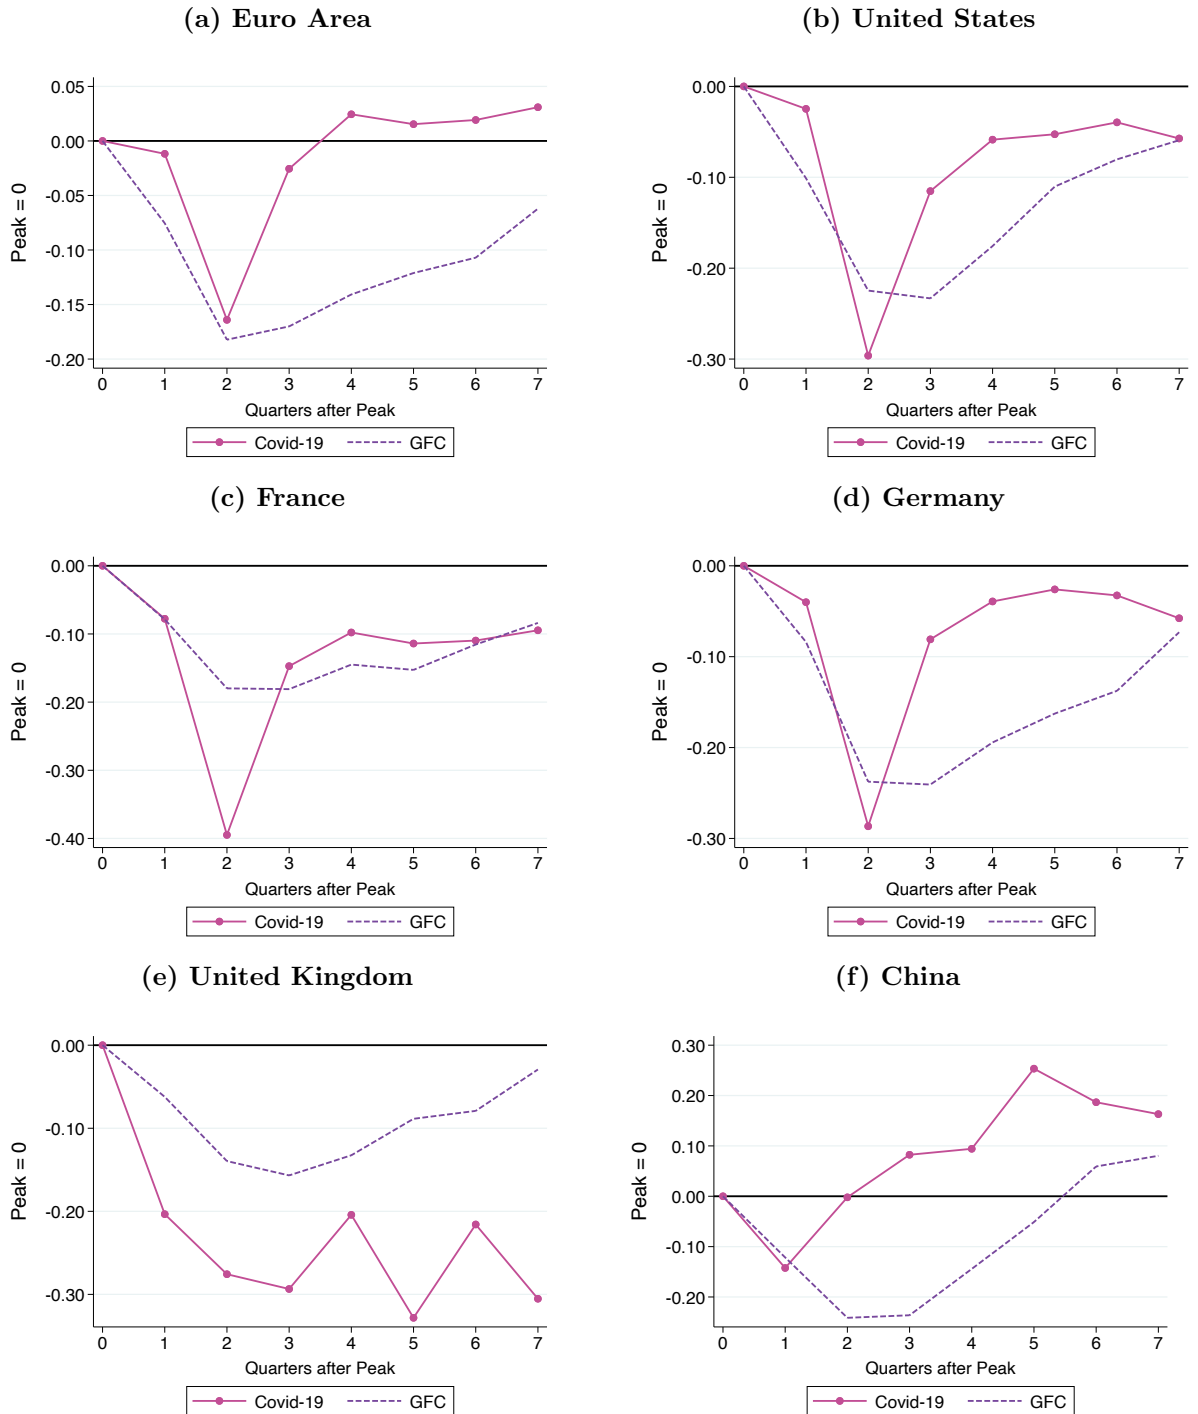 (a) Euro Area
0.05
0.00
-0.05
-0.10
-0.15
-0.20
Peak = 0
0 1 2 3 4 5 6 7
Quarters after Peak
Covid-19 GFC
(b) United States
0.00
-0.10
-0.20
-0.30
Peak = 0
0 1 2 3 4 5 6 7
Quarters after Peak
Covid-19 GFC
(c) France
0.00
-0.10
-0.20
-0.30
-0.40
Peak = 0
0 1 2 3 4 5 6 7
Quarters after Peak
Covid-19 GFC
(d) Germany
0.00
-0.10
-0.20
-0.30
Peak = 0
0 1 2 3 4 5 6 7
Quarters after Peak
Covid-19 GFC
(e) United Kingdom
0.00
-0.10
-0.20
-0.30
Peak = 0
0 1 2 3 4 5 6 7
Quarters after Peak
Covid-19 GFC
(f) China
0.30
0.20
0.10
0.00
-0.10
-0.20
Peak = 0
0 1 2 3 4 5 6 7
Quarters after Peak
Covid-19 GFC